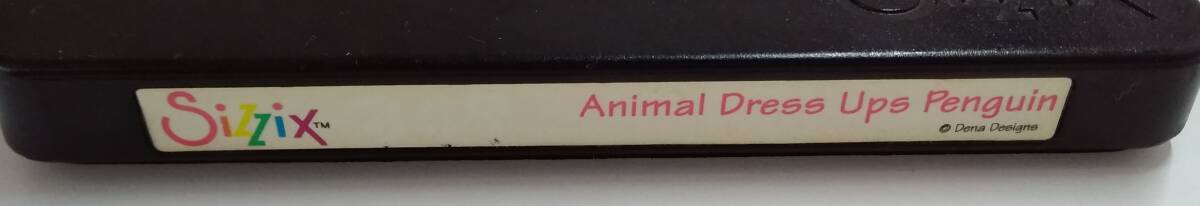 Sizzix™ Animal Dress Ups Penguin
© Dena Designs